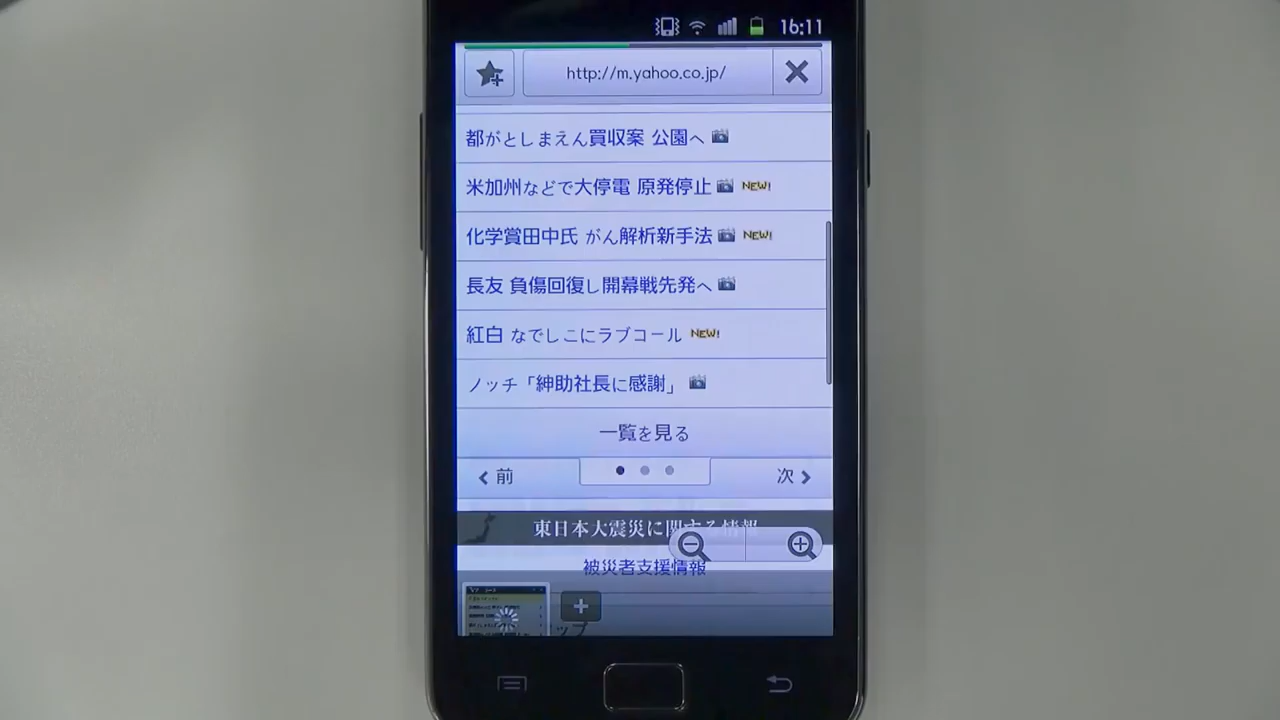 16:11
http://m.yahoo.co.jp/
都がとしまえん買収案 公園へ
米加州などで大停電 原発停止 NEW!
化学賞田中氏 がん解析新手法 NEW!
長友 負傷回復し開幕戦先発へ
紅白 なでしこにラブコール NEW!
ノッチ「紳助社長に感謝」
一覧を見る
前
次
東日本大震災に関する情報
被災者支援情報
ップ